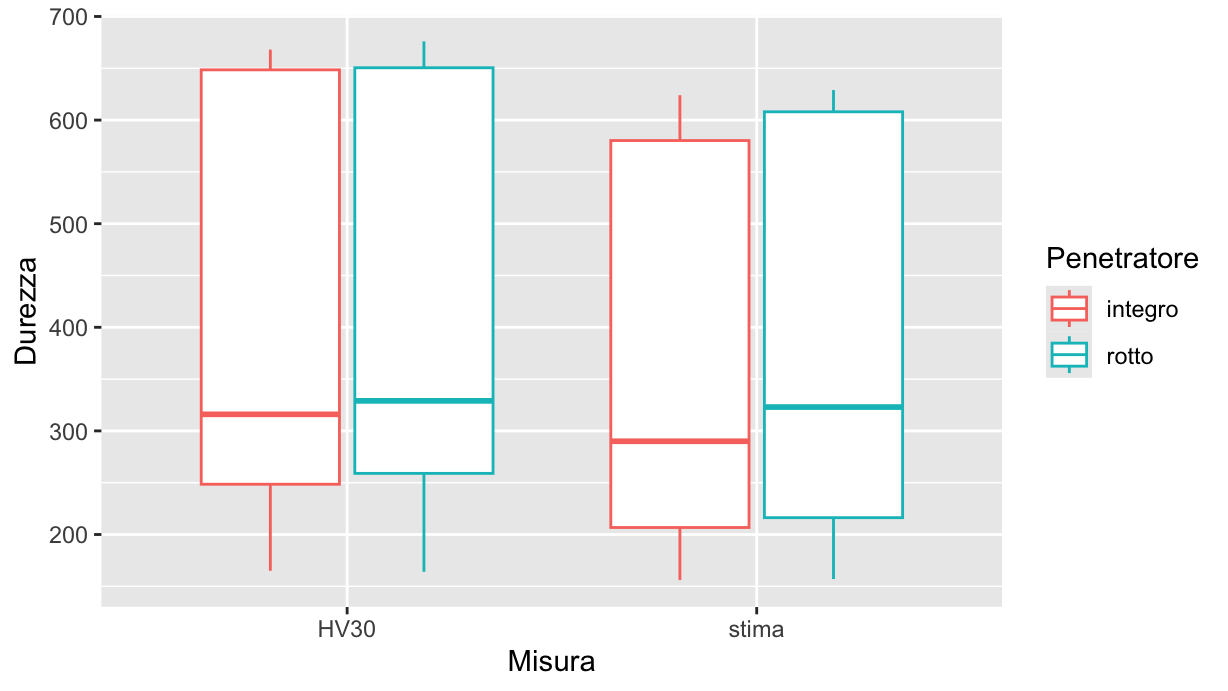 700
600
500
400
300
200
Durezza
HV30
stima
Misura
Penetratore
integro
rotto